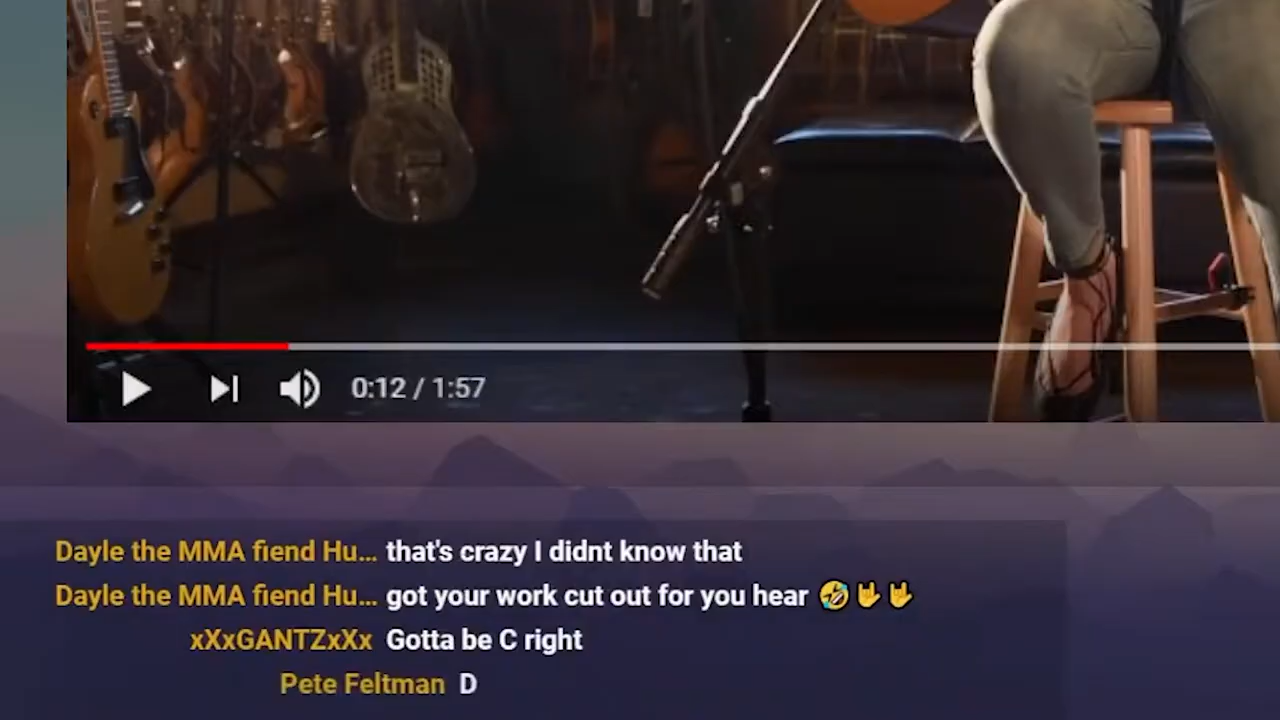 0:12 / 1:57
Dayle the MMA fiend Hu... that's crazy I didnt know that
Dayle the MMA fiend Hu... got your work cut out for you hear 🤣🤟🤟
xXxGANTZxXx Gotta be C right
Pete Feltman D